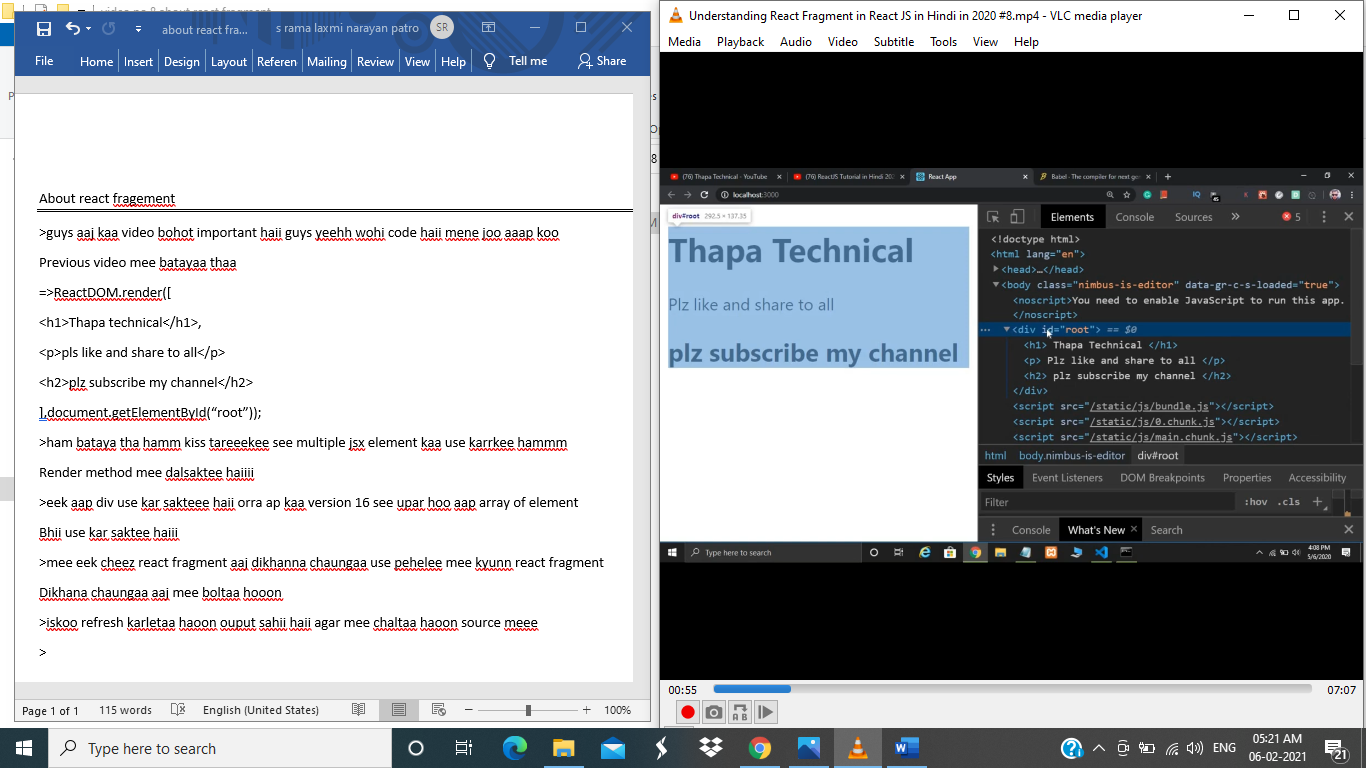 video no 8 about react fragment
about react fra...
s rama laxmi narayan patro
SR
File
Home
Insert
Design
Layout
Referen
Mailing
Review
View
Help
Tell me
Share
About react fragement
>guys aaj kaa video bohot important haii guys yeehh wohi code haii mene joo aaap koo
Previous video mee batayaa thaa
=>ReactDOM.render([
<h1>Thapa technical</h1>,
<p>pls like and share to all</p>
<h2>plz subscribe my channel</h2>
],document.getElementById(“root”));
>ham bataya tha hamm kiss tareeekee see multiple jsx element kaa use karrkee hammm
Render method mee dalsaktee haiiii
>eek aap div use kar sakteee haii orra ap kaa version 16 see upar hoo aap array of element
Bhii use kar saktee haiii
>mee eek cheez react fragment aaj dikhanna chaungaa use pehelee mee kyunn react fragment
Dikhana chaungaa aaj mee boltaa hooon
>iskoo refresh karletaa haoon ouput sahii haii agar mee chaltaa haoon source meee
>
Page 1 of 1
115 words
English (United States)
100%
Understanding React Fragment in React JS in Hindi in 2020 #8.mp4 - VLC media player
Media
Playback
Audio
Video
Subtitle
Tools
View
Help
(76) Thapa Technical - YouTube
(76) ReactJS Tutorial in Hindi 20
React App
Babel - The compiler for next ge
localhost:3000
div#root 292.5 × 137.35
Thapa Technical
Plz like and share to all
plz subscribe my channel
Elements
Console
Sources
»
5
<!doctype html>
<html lang="en">
<head>…</head>
<body class="nimbus-is-editor" data-gr-c-s-loaded="true">
<noscript>You need to enable JavaScript to run this app.
</noscript>
<div id="root"> == $0
<h1> Thapa Technical </h1>
<p> Plz like and share to all </p>
<h2> plz subscribe my channel </h2>
</div>
<script src="/static/js/bundle.js"></script>
<script src="/static/js/0.chunk.js"></script>
<script src="/static/js/main.chunk.js"></script>
html
body.nimbus-is-editor
div#root
Styles
Event Listeners
DOM Breakpoints
Properties
Accessibility
Filter
:hov
.cls
+
Console
What's New
Search
Type here to search
4:08 PM
5/6/2020
00:55
07:07
Type here to search
ENG
05:21 AM
06-02-2021
21